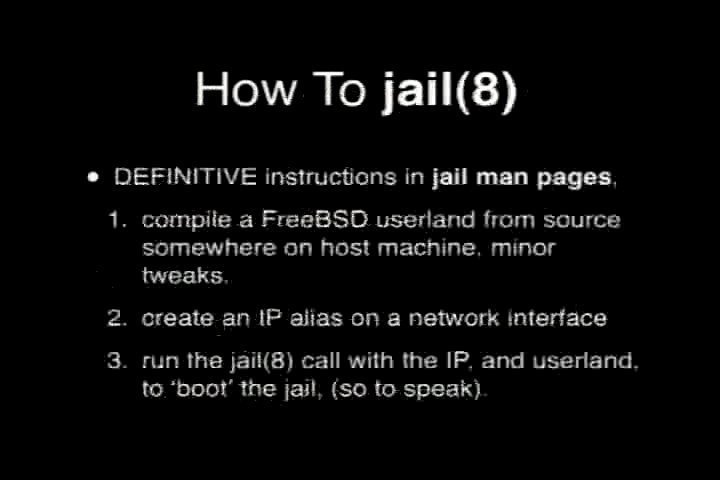 How To jail(8)
• DEFINITIVE instructions in jail man pages,
1. compile a FreeBSD userland from source
somewhere on host machine, minor
tweaks.
2. create an IP alias on a network interface
3. run the jail(8) call with the IP, and userland,
to ‘boot’ the jail, (so to speak).